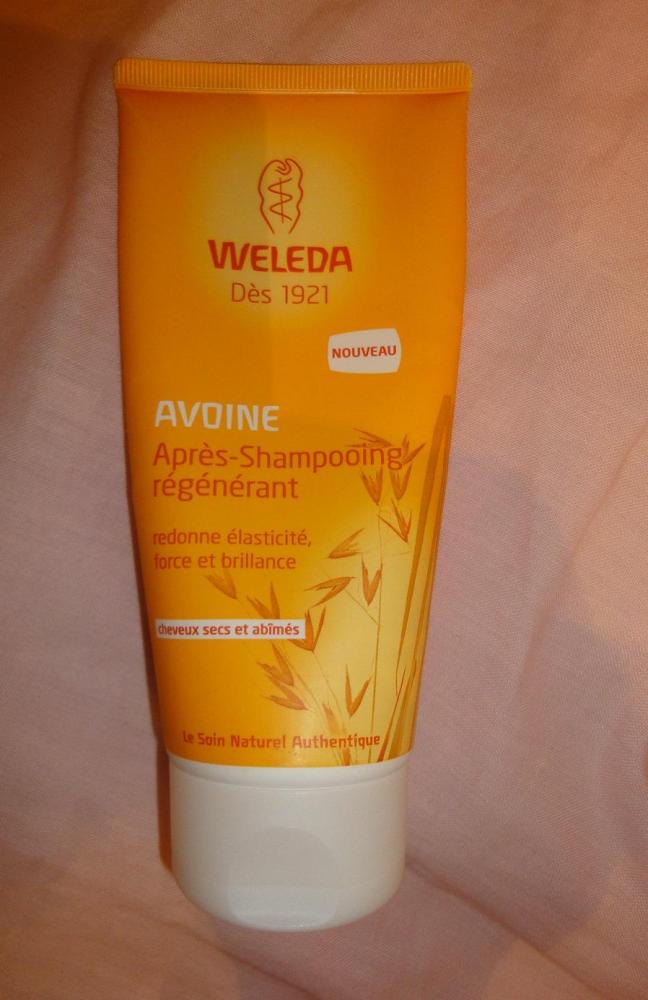 WELEDA
Dès 1921
NOUVEAU
AVOINE
Après-Shampooing
régénérant
redonne élasticité,
force et brillance
cheveux secs et abîmés
Le Soin Naturel Authentique